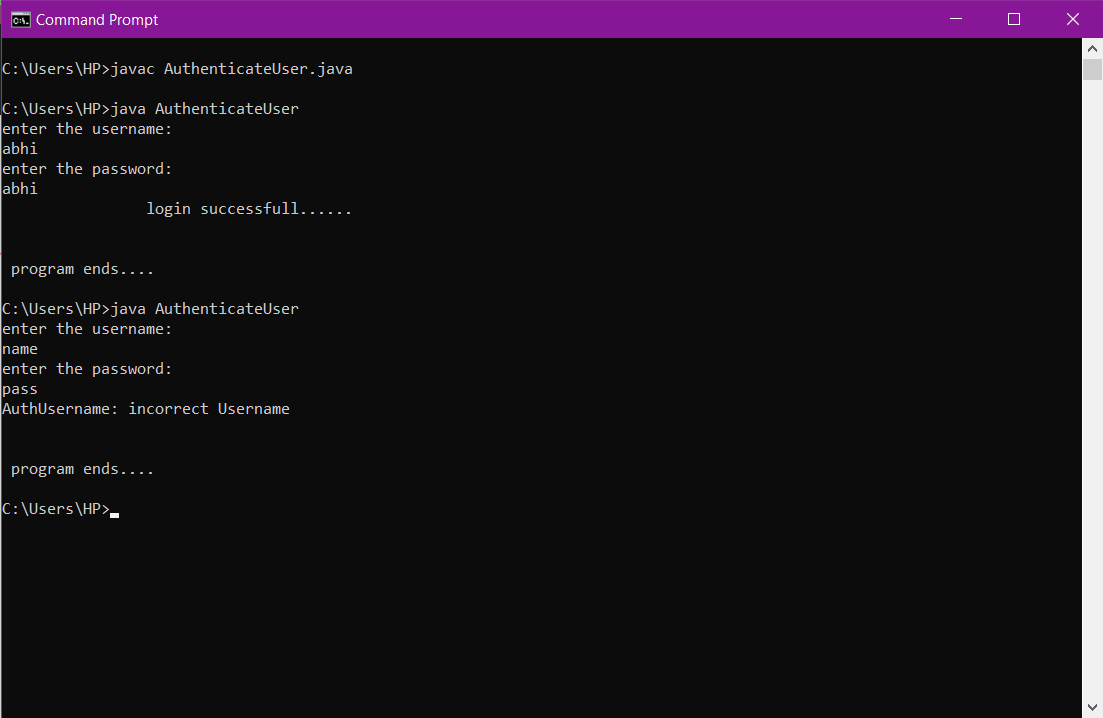 Command Prompt
C:\Users\HP>javac AuthenticateUser.java
C:\Users\HP>java AuthenticateUser
enter the username:
abhi
enter the password:
abhi
login successfull......
program ends....
C:\Users\HP>java AuthenticateUser
enter the username:
name
enter the password:
pass
AuthUsername: incorrect Username
program ends....
C:\Users\HP>